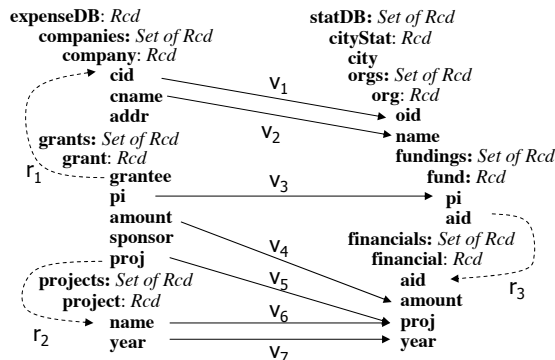 expenseDB: Rcd
companies: Set of Rcd
company: Rcd
cid
cname
addr
grants: Set of Rcd
grant: Rcd
grantee
pi
amount
sponsor
proj
projects: Set of Rcd
project: Rcd
name
year
r1
r2
v1
v2
v3
v4
v5
v6
v7
statDB: Set of Rcd
cityStat: Rcd
city
orgs: Set of Rcd
org: Rcd
oid
name
fundings: Set of Rcd
fund: Rcd
pi
aid
financials: Set of Rcd
financial: Rcd
aid
amount
proj
year
r3